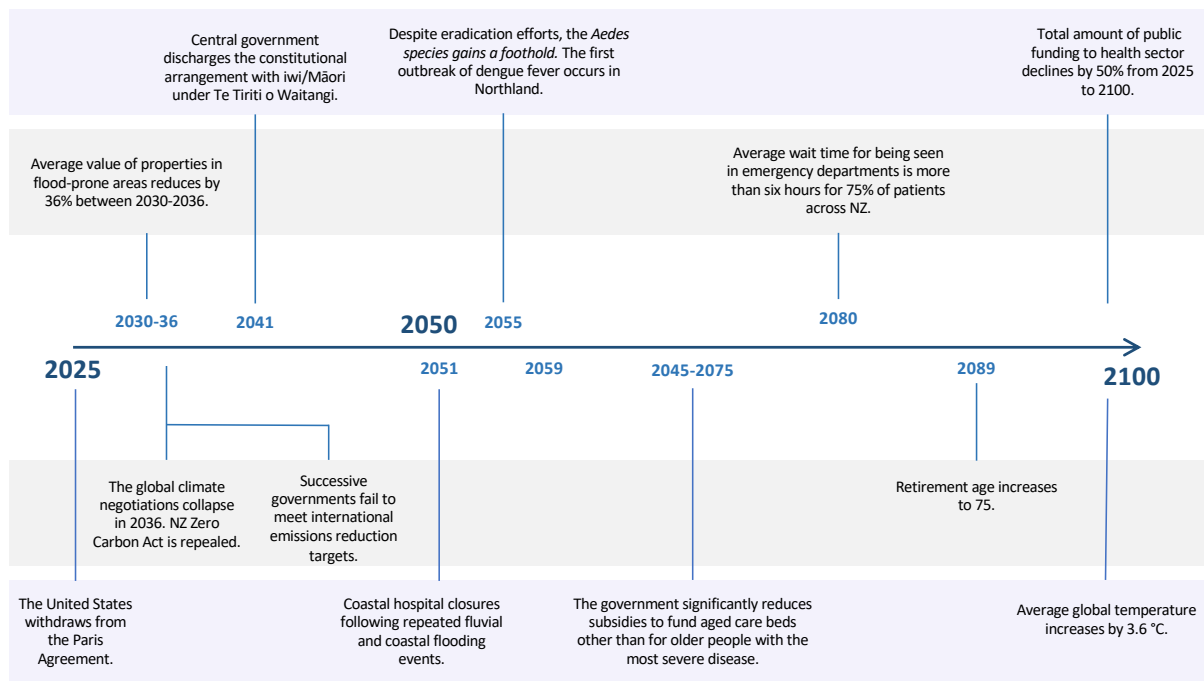 Central government
discharges the constitutional
arrangement with iwi/Māori
under Te Tiriti o Waitangi.
Despite eradication efforts, the Aedes
species gains a foothold. The first
outbreak of dengue fever occurs in
Northland.
Total amount of public
funding to health sector
declines by 50% from 2025
to 2100.
Average value of properties in
flood-prone areas reduces by
36% between 2030-2036.
Average wait time for being seen
in emergency departments is more
than six hours for 75% of patients
across NZ.
2030-36
2041
2050
2055
2080
2025
2051
2059
2045-2075
2089
2100
The global climate
negotiations collapse
in 2036. NZ Zero
Carbon Act is repealed.
Successive
governments fail to
meet international
emissions reduction
targets.
Retirement age increases
to 75.
The United States
withdraws from
the Paris
Agreement.
Coastal hospital closures
following repeated fluvial
and coastal flooding
events.
The government significantly reduces
subsidies to fund aged care beds
other than for older people with the
most severe disease.
Average global temperature
increases by 3.6 °C.